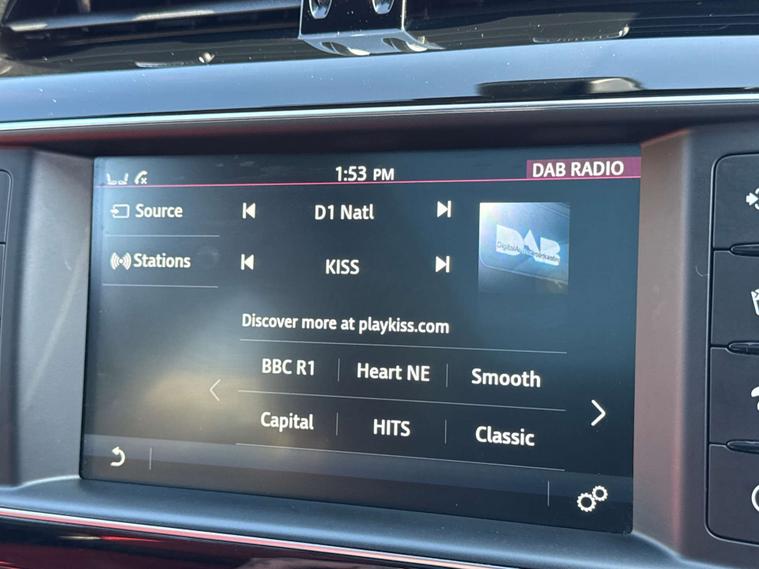 1:53 PM
DAB RADIO
Source
D1 Natl
DAB
Stations
KISS
Discover more at playkiss.com
BBC R1
Heart NE
Smooth
Capital
HITS
Classic